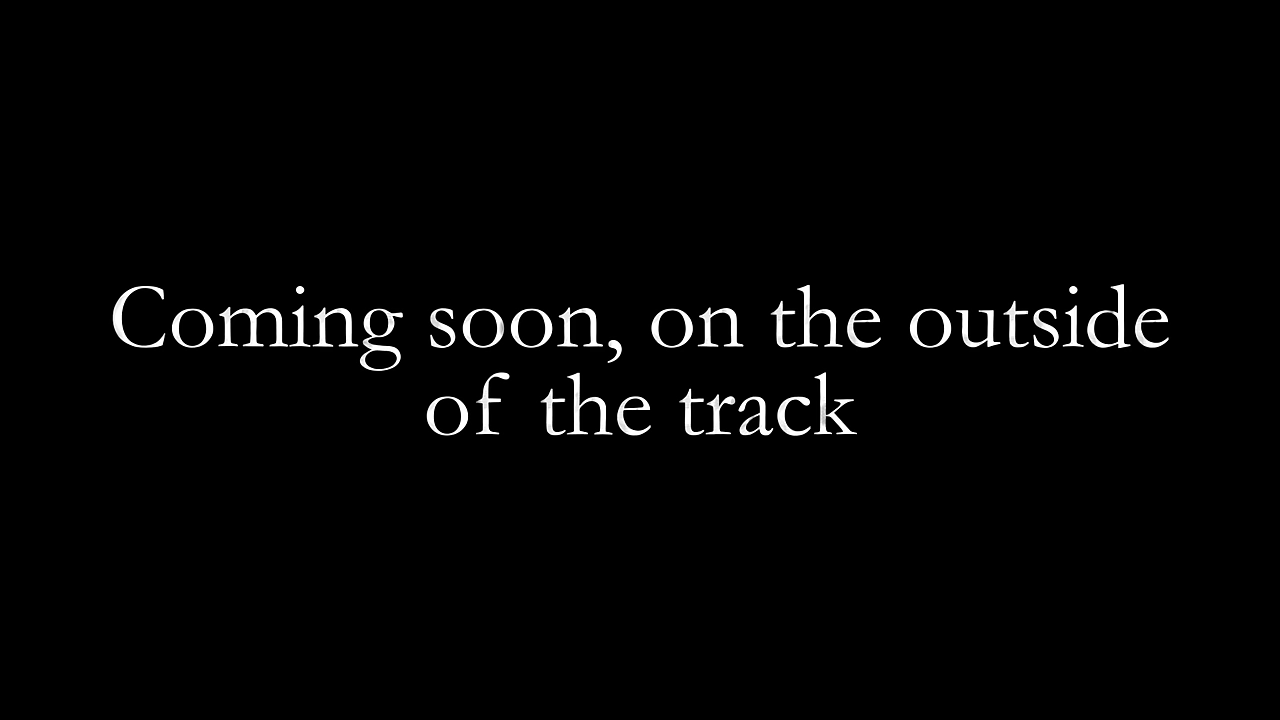 Coming soon, on the outside
of the track